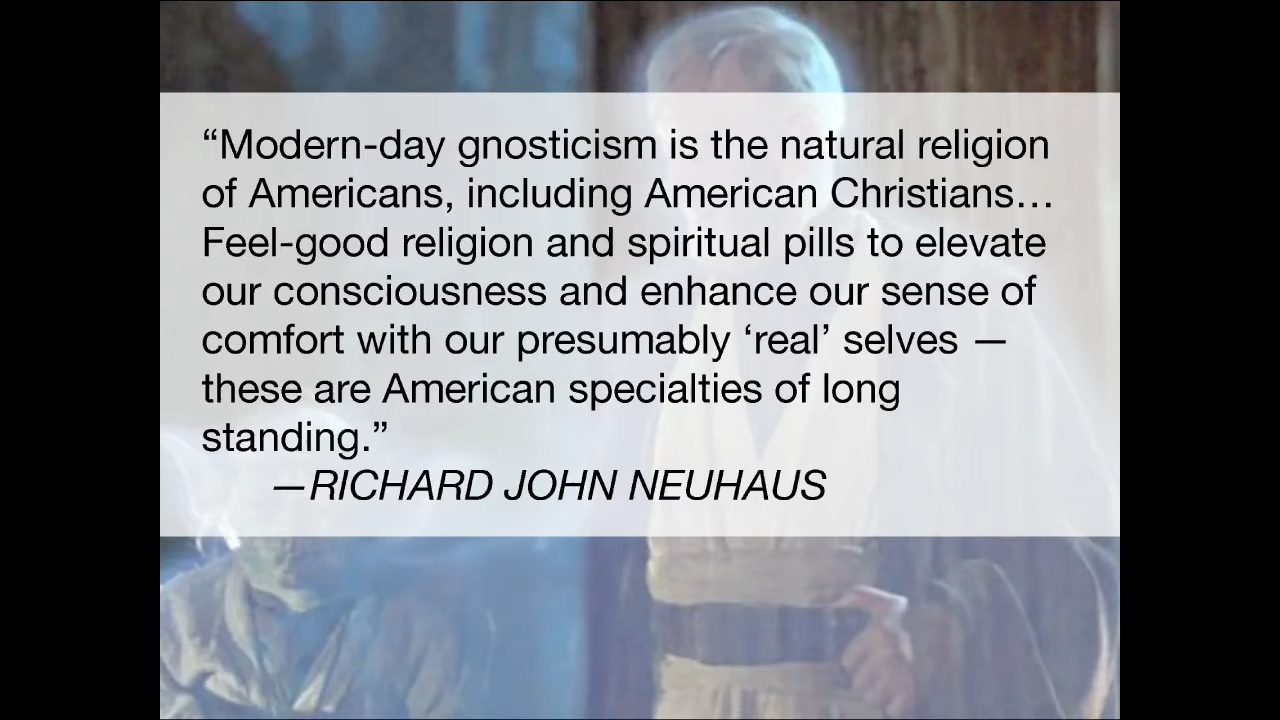 “Modern-day gnosticism is the natural religion
of Americans, including American Christians…
Feel-good religion and spiritual pills to elevate
our consciousness and enhance our sense of
comfort with our presumably ‘real’ selves —
these are American specialties of long
standing.”
—RICHARD JOHN NEUHAUS